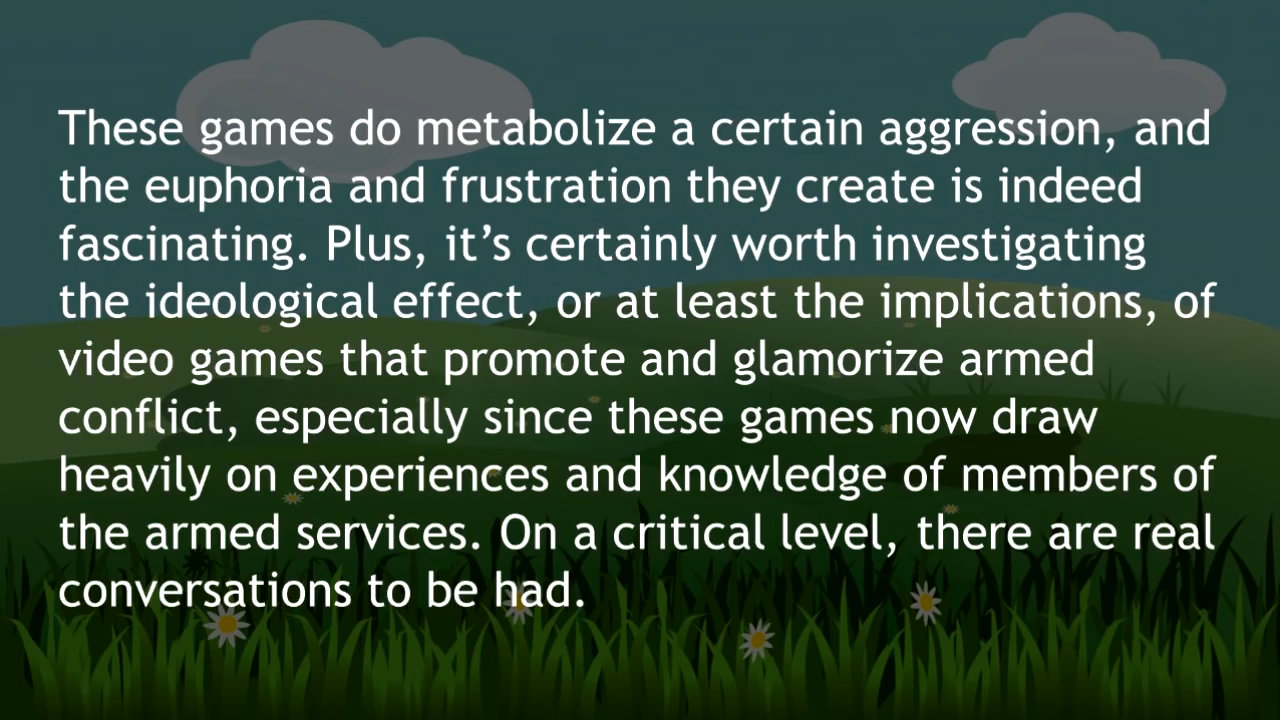 These games do metabolize a certain aggression, and
the euphoria and frustration they create is indeed
fascinating. Plus, it’s certainly worth investigating
the ideological effect, or at least the implications, of
video games that promote and glamorize armed
conflict, especially since these games now draw
heavily on experiences and knowledge of members of
the armed services. On a critical level, there are real
conversations to be had.